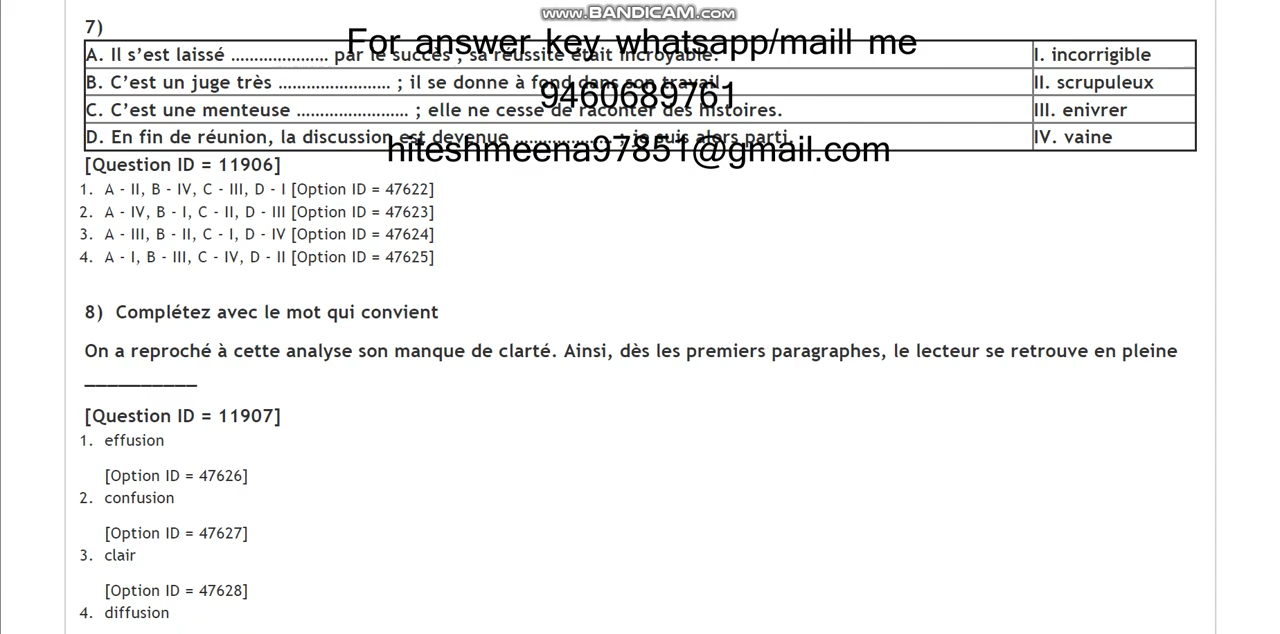 www.BANDICAM.com
7)
For answer key whatsapp/maill me
A. Il s’est laissé ..................... par le succès ; sa réussite était incroyable. I. incorrigible
B. C’est un juge très ........................ ; il se donne à fond dans son travail. II. scrupuleux
9460689761
C. C’est une menteuse ........................ ; elle ne cesse de raconter des histoires. III. enivrer
D. En fin de réunion, la discussion est devenue ..................... ; je suis alors parti. IV. vaine
hiteshmeena97851@gmail.com
[Question ID = 11906]
1. A - II, B - IV, C - III, D - I [Option ID = 47622]
2. A - IV, B - I, C - II, D - III [Option ID = 47623]
3. A - III, B - II, C - I, D - IV [Option ID = 47624]
4. A - I, B - III, C - IV, D - II [Option ID = 47625]
8) Complétez avec le mot qui convient
On a reproché à cette analyse son manque de clarté. Ainsi, dès les premiers paragraphes, le lecteur se retrouve en pleine
__________
[Question ID = 11907]
1. effusion
[Option ID = 47626]
2. confusion
[Option ID = 47627]
3. clair
[Option ID = 47628]
4. diffusion